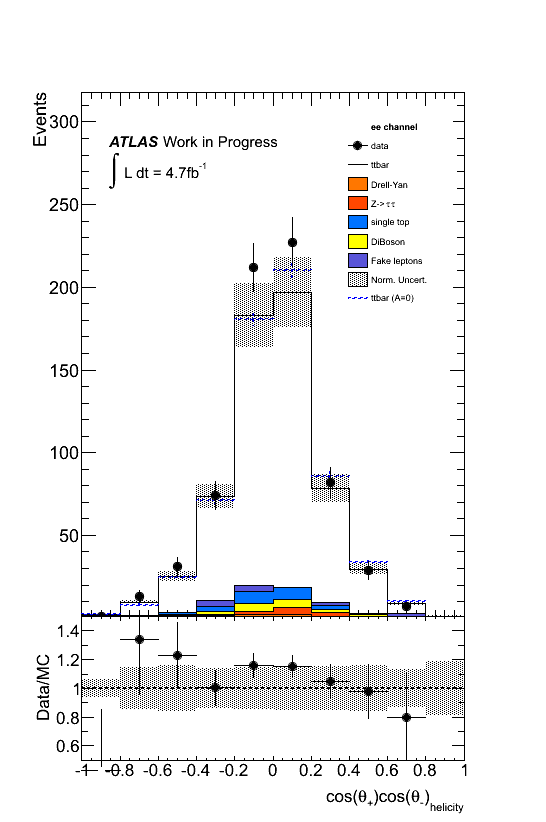 Events
300
250
200
150
100
50
ATLAS Work in Progress
∫ L dt = 4.7fb⁻¹
ee channel
data
ttbar
Drell-Yan
Z->ττ
single top
DiBoson
Fake leptons
Norm. Uncert.
ttbar (A=0)
Data/MC
1.4
1.2
1
0.8
0.6
-1 -0.8 -0.6 -0.4 -0.2 0 0.2 0.4 0.6 0.8 1
cos(θ₊)cos(θ₋)helicity